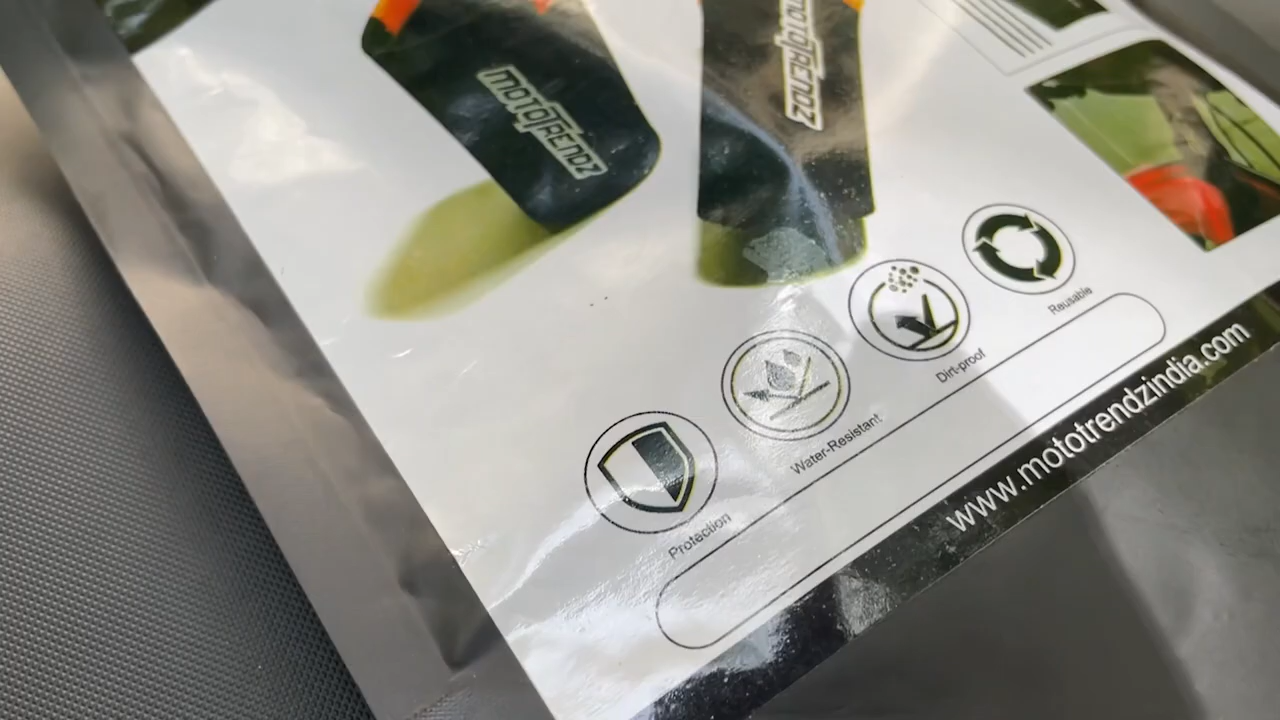 MOTOTRENDZ
MOTOTRENDZ
Protection
Water-Resistant
Dirt-proof
Reusable
www.mototrendzindia.com